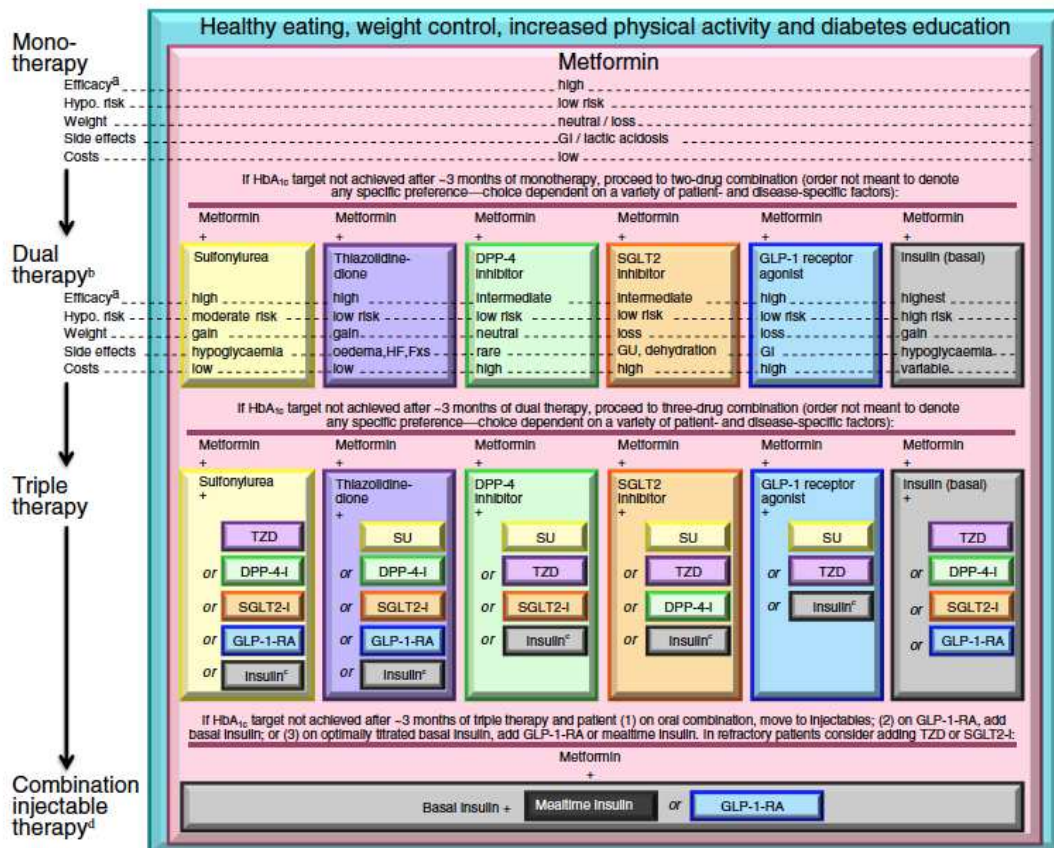 Healthy eating, weight control, increased physical activity and diabetes education
Mono-
therapy
Metformin
Efficacyᵃ high
Hypo. risk low risk
Weight neutral / loss
Side effects GI / lactic acidosis
Costs low
If HbA₁c target not achieved after ~3 months of monotherapy, proceed to two-drug combination (order not meant to denote
any specific preference—choice dependent on a variety of patient- and disease-specific factors):
Metformin Metformin Metformin Metformin Metformin Metformin
+ + + + + +
Dual
therapyᵇ
Sulfonylurea Thiazolidine- DPP-4 SGLT2 GLP-1 receptor Insulin (basal)
dione inhibitor inhibitor agonist
Efficacyᵃ high high intermediate intermediate high highest
Hypo. risk moderate risk low risk low risk low risk low risk high risk
Weight gain gain neutral loss loss gain
Side effects hypoglycaemia oedema,HF,Fxs rare GU, dehydration GI hypoglycaemia
Costs low low high high high variable
If HbA₁c target not achieved after ~3 months of dual therapy, proceed to three-drug combination (order not meant to denote
any specific preference—choice dependent on a variety of patient- and disease-specific factors):
Metformin Metformin Metformin Metformin Metformin Metformin
+ + + + + +
Triple
therapy
Sulfonylurea Thiazolidine- DPP-4 SGLT2 GLP-1 receptor Insulin (basal)
+ dione inhibitor inhibitor agonist +
+ + + +
TZD SU SU SU SU TZD
or DPP-4-I or DPP-4-I or TZD or TZD or TZD or DPP-4-I
or SGLT2-I or SGLT2-I or SGLT2-I or DPP-4-I or Insulinᶜ or SGLT2-I
or GLP-1-RA or GLP-1-RA or Insulinᶜ or Insulinᶜ or GLP-1-RA
or Insulinᶜ or Insulinᶜ
If HbA₁c target not achieved after ~3 months of triple therapy and patient (1) on oral combination, move to injectables; (2) on GLP-1-RA, add
basal insulin; or (3) on optimally titrated basal insulin, add GLP-1-RA or mealtime insulin. In refractory patients consider adding TZD or SGLT2-I:
Metformin
+
Combination
injectable
therapyᵈ
Basal insulin + Mealtime Insulin or GLP-1-RA